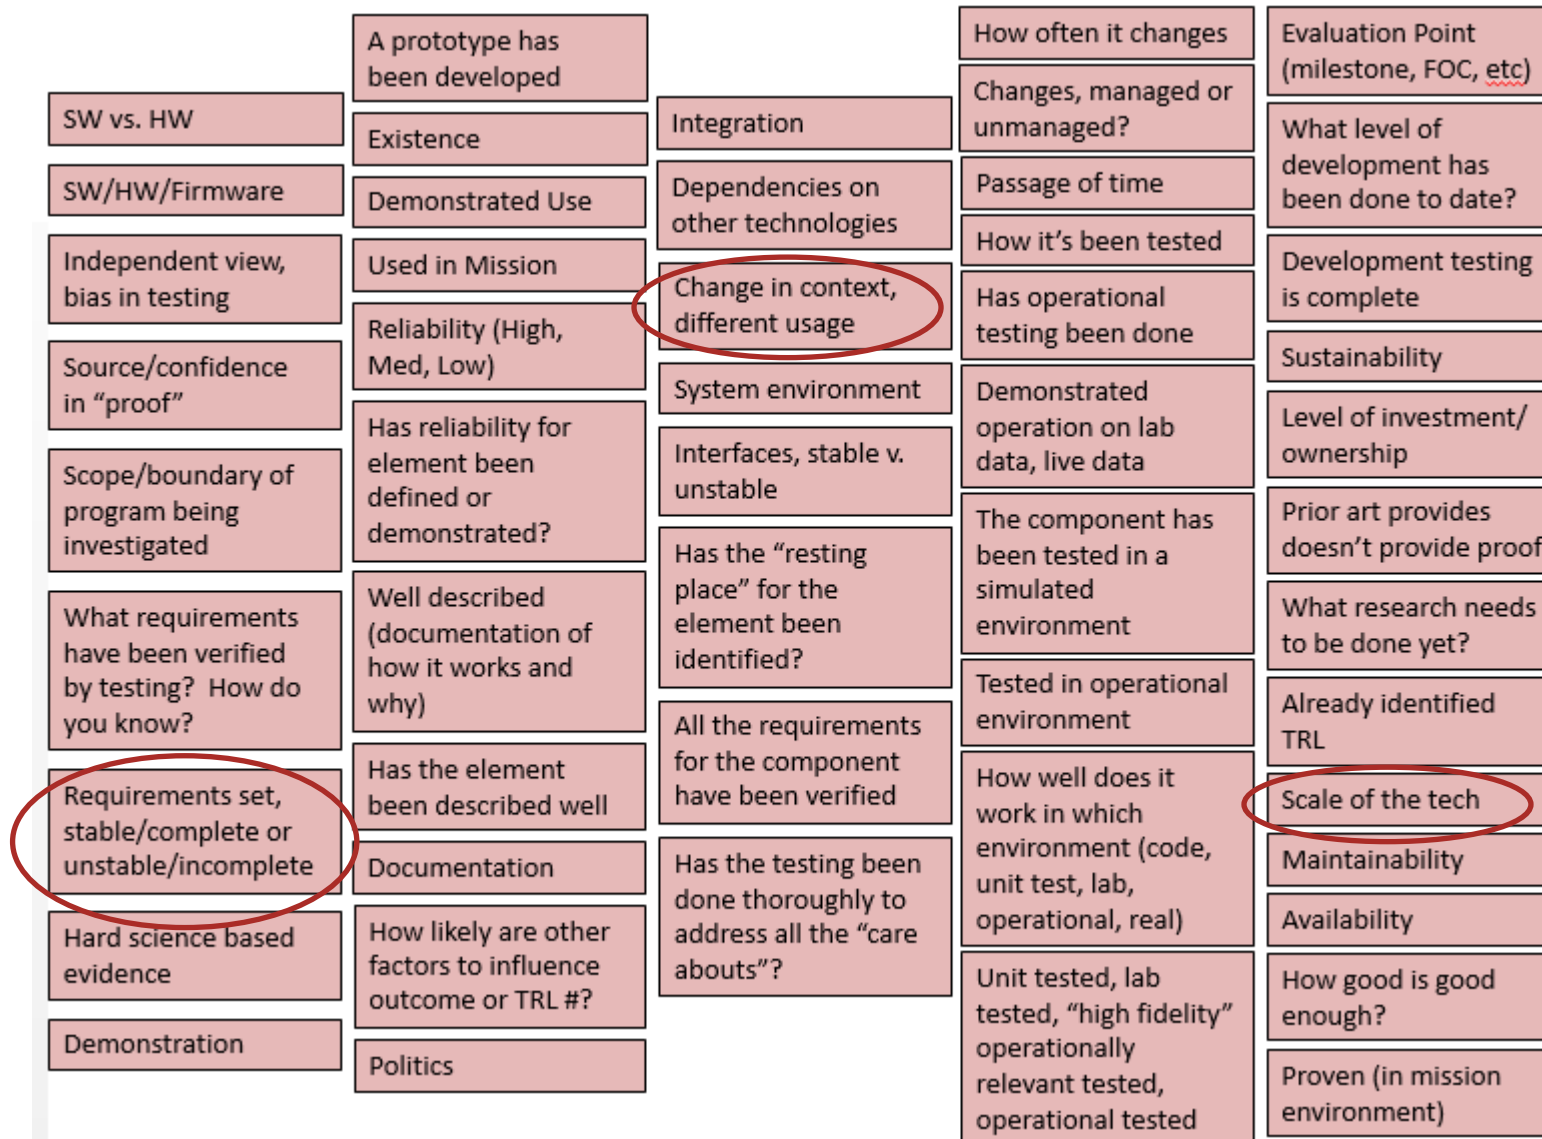 SW vs. HW
SW/HW/Firmware
Independent view,
bias in testing
Source/confidence
in “proof”
Scope/boundary of
program being
investigated
What requirements
have been verified
by testing?  How do
you know?
Requirements set,
stable/complete or
unstable/incomplete
Hard science based
evidence
Demonstration
A prototype has
been developed
Existence
Demonstrated Use
Used in Mission
Reliability (High,
Med, Low)
Has reliability for
element been
defined or
demonstrated?
Well described
(documentation of
how it works and
why)
Has the element
been described well
Documentation
How likely are other
factors to influence
outcome or TRL #?
Politics
Integration
Dependencies on
other technologies
Change in context,
different usage
System environment
Interfaces, stable v.
unstable
Has the “resting
place” for the
element been
identified?
All the requirements
for the component
have been verified
Has the testing been
done thoroughly to
address all the “care
abouts”?
How often it changes
Changes, managed or
unmanaged?
Passage of time
How it’s been tested
Has operational
testing been done
Demonstrated
operation on lab
data, live data
The component has
been tested in a
simulated
environment
Tested in operational
environment
How well does it
work in which
environment (code,
unit test, lab,
operational, real)
Unit tested, lab
tested, “high fidelity”
operationally
relevant tested,
operational tested
Evaluation Point
(milestone, FOC, etc)
What level of
development has
been done to date?
Development testing
is complete
Sustainability
Level of investment/
ownership
Prior art provides
doesn’t provide proof
What research needs
to be done yet?
Already identified
TRL
Scale of the tech
Maintainability
Availability
How good is good
enough?
Proven (in mission
environment)